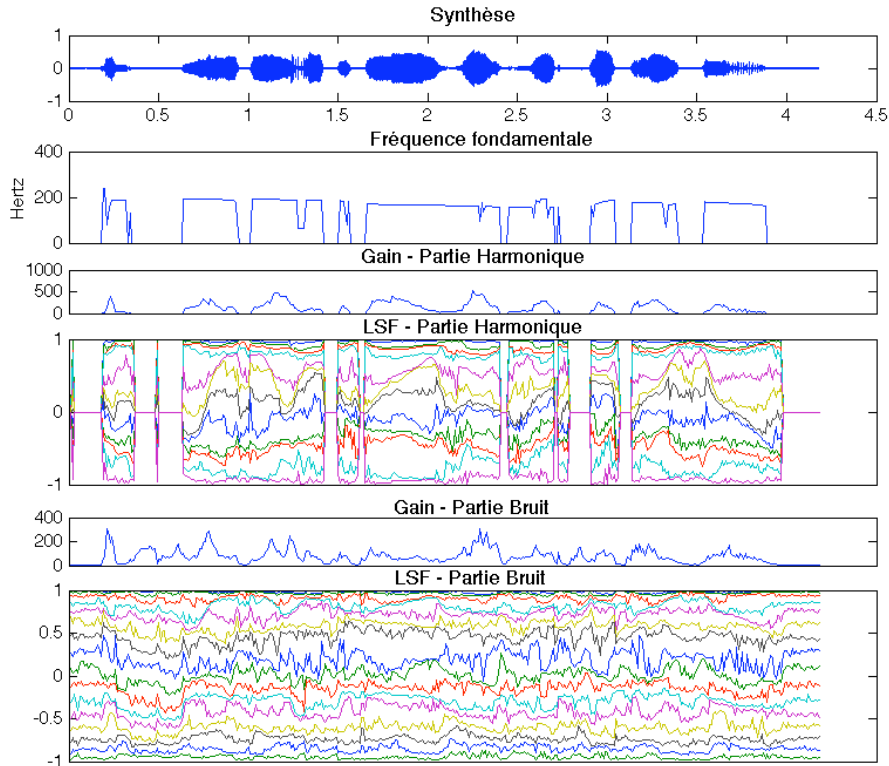 Synthèse
1
0
-1
0 0.5 1 1.5 2 2.5 3 3.5 4 4.5
Fréquence fondamentale
400
200
0
Hertz
Gain - Partie Harmonique
1000
500
0
LSF - Partie Harmonique
1
0
-1
Gain - Partie Bruit
400
200
0
LSF - Partie Bruit
1
0.5
0
-0.5
-1